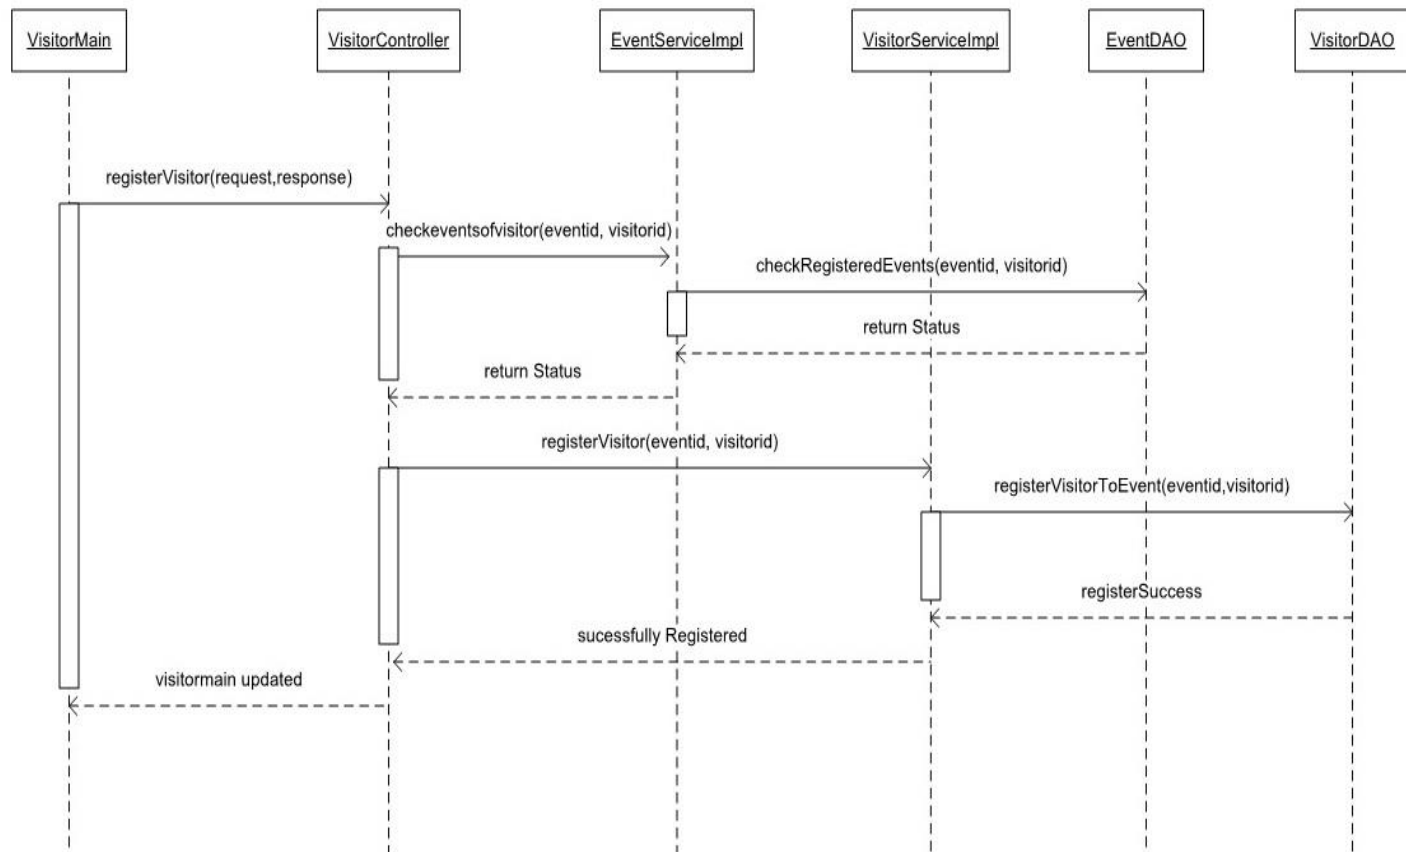 VisitorMain
VisitorController
EventServiceImpl
VisitorServiceImpl
EventDAO
VisitorDAO
registerVisitor(request,response)
checkeventsofvisitor(eventid, visitorid)
checkRegisteredEvents(eventid, visitorid)
return Status
return Status
registerVisitor(eventid, visitorid)
registerVisitorToEvent(eventid,visitorid)
registerSuccess
sucessfully Registered
visitormain updated